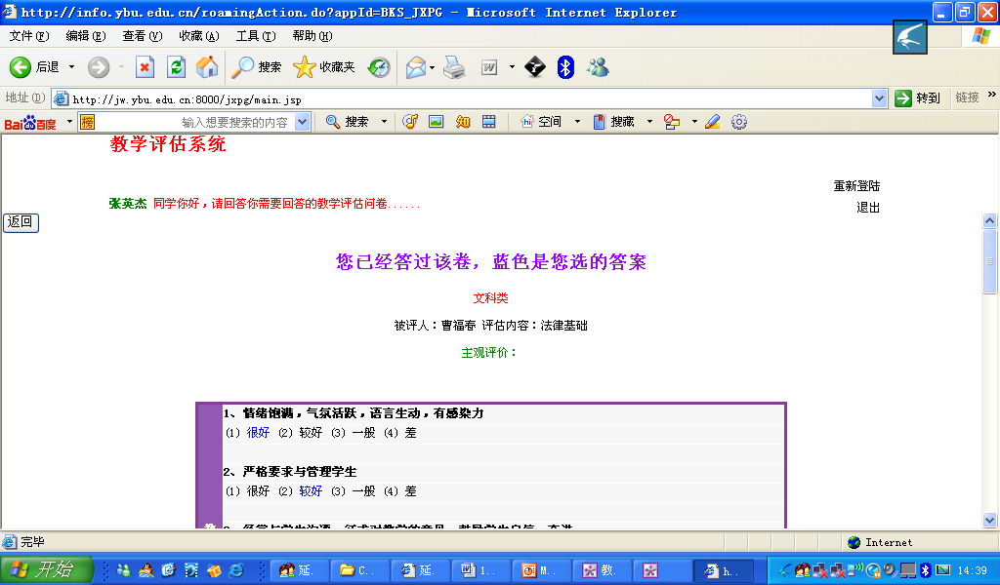 http://info.ybu.edu.cn/roamingAction.do?appId=BKS_JXPG - Microsoft Internet Explorer
文件(F) 编辑(E) 查看(V) 收藏(A) 工具(T) 帮助(H)
后退 搜索 收藏夹
地址(D) http://jw.ybu.edu.cn:8000/jxpg/main.jsp 转到 链接 »
Bai百度 榜 输入想要搜索的内容 搜索 知 hi 空间 搜藏
教学评估系统
重新登陆
张英杰 同学你好，请回答你需要回答的教学评估问卷......
退出
返回
您已经答过该卷，蓝色是您选的答案
文科类
被评人：曹福春 评估内容：法律基础
主观评价：
1、情绪饱满，气氛活跃，语言生动，有感染力
(1) 很好 (2) 较好 (3) 一般 (4) 差
2、严格要求与管理学生
(1) 很好 (2) 较好 (3) 一般 (4) 差
完毕 Internet
开始 延. C.. 延. 1.. M.. 教. h.. 14:39